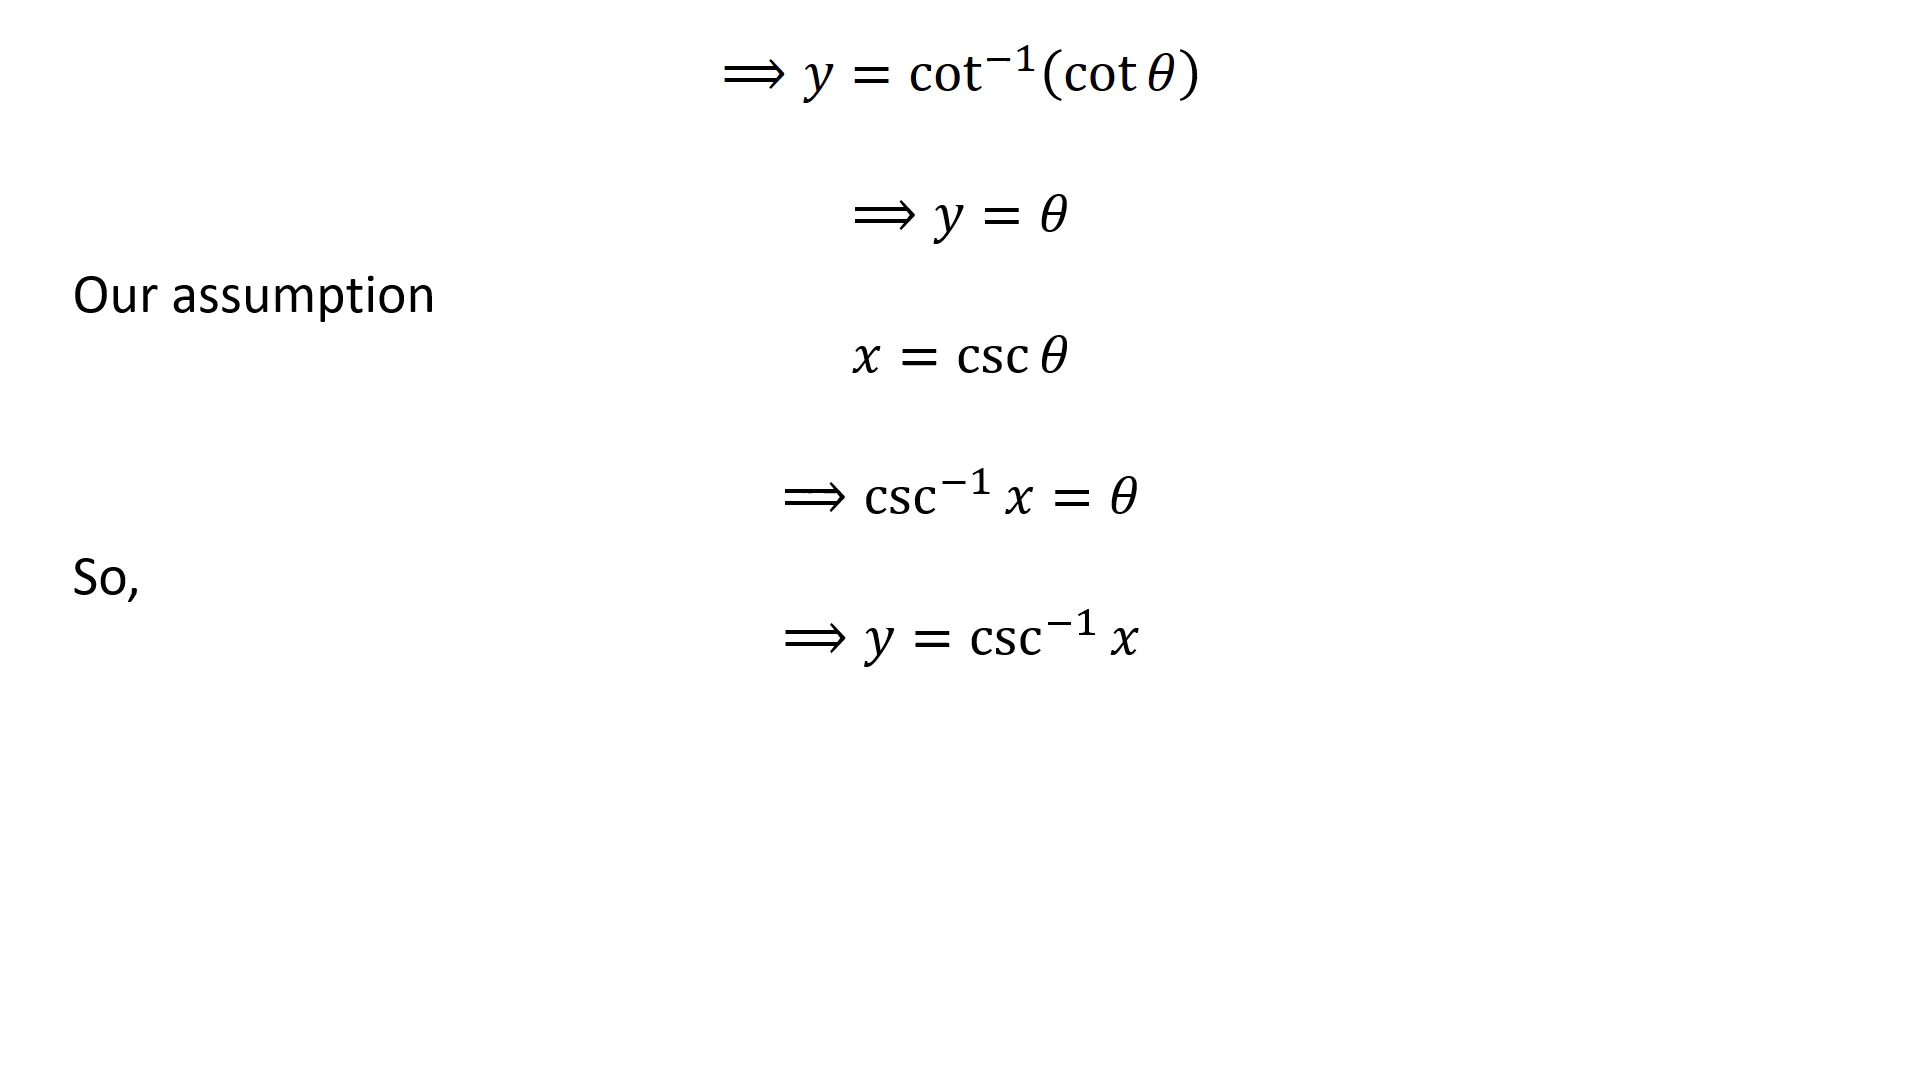 ⟹ y = cot⁻¹(cot θ)
⟹ y = θ
Our assumption
x = csc θ
⟹ csc⁻¹ x = θ
So,
⟹ y = csc⁻¹ x